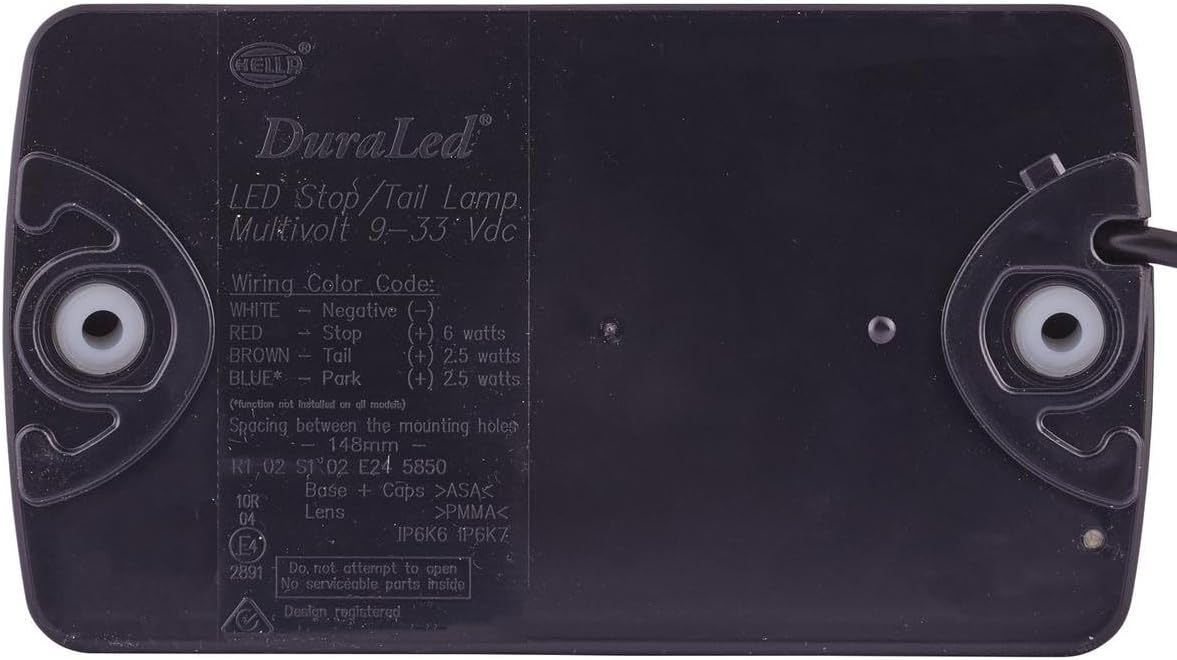 HELLA ®
DuraLed®
LED Stop/Tail Lamp
Multivolt 9-33 Vdc
Wiring Color Code:
WHITE - Negative (-)
RED - Stop (+) 6 watts
BROWN - Tail (+) 2.5 watts
BLUE* - Park (+) 2.5 watts
(*function not installed on all models)
Spacing between the mounting holes
- 148mm -
R1 02 S1 02 E24 5850
Base + Caps >ASA<
Lens >PMMA<
IP6K6 IP6K7
10R
04
E4
2891
Do not attempt to open
No serviceable parts inside
Design registered